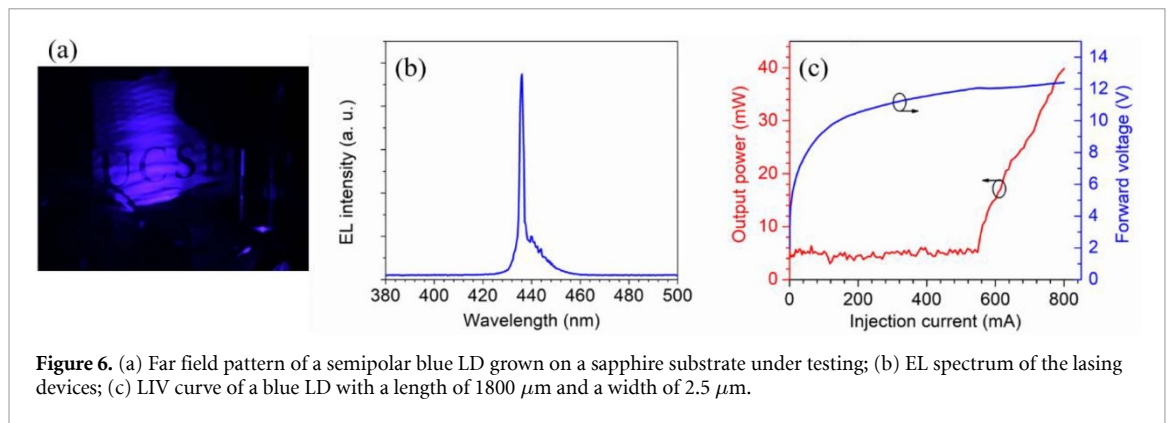 (a)
UCSB
(b)
EL intensity (a. u.)
380 400 420 440 460 480 500
Wavelength (nm)
(c)
Output power (mW)
40
30
20
10
0
14
12
10
8
6
4
2
0
Forward voltage (V)
0 200 400 600 800
Injection current (mA)
Figure 6. (a) Far field pattern of a semipolar blue LD grown on a sapphire substrate under testing; (b) EL spectrum of the lasing
devices; (c) LIV curve of a blue LD with a length of 1800 μm and a width of 2.5 μm.